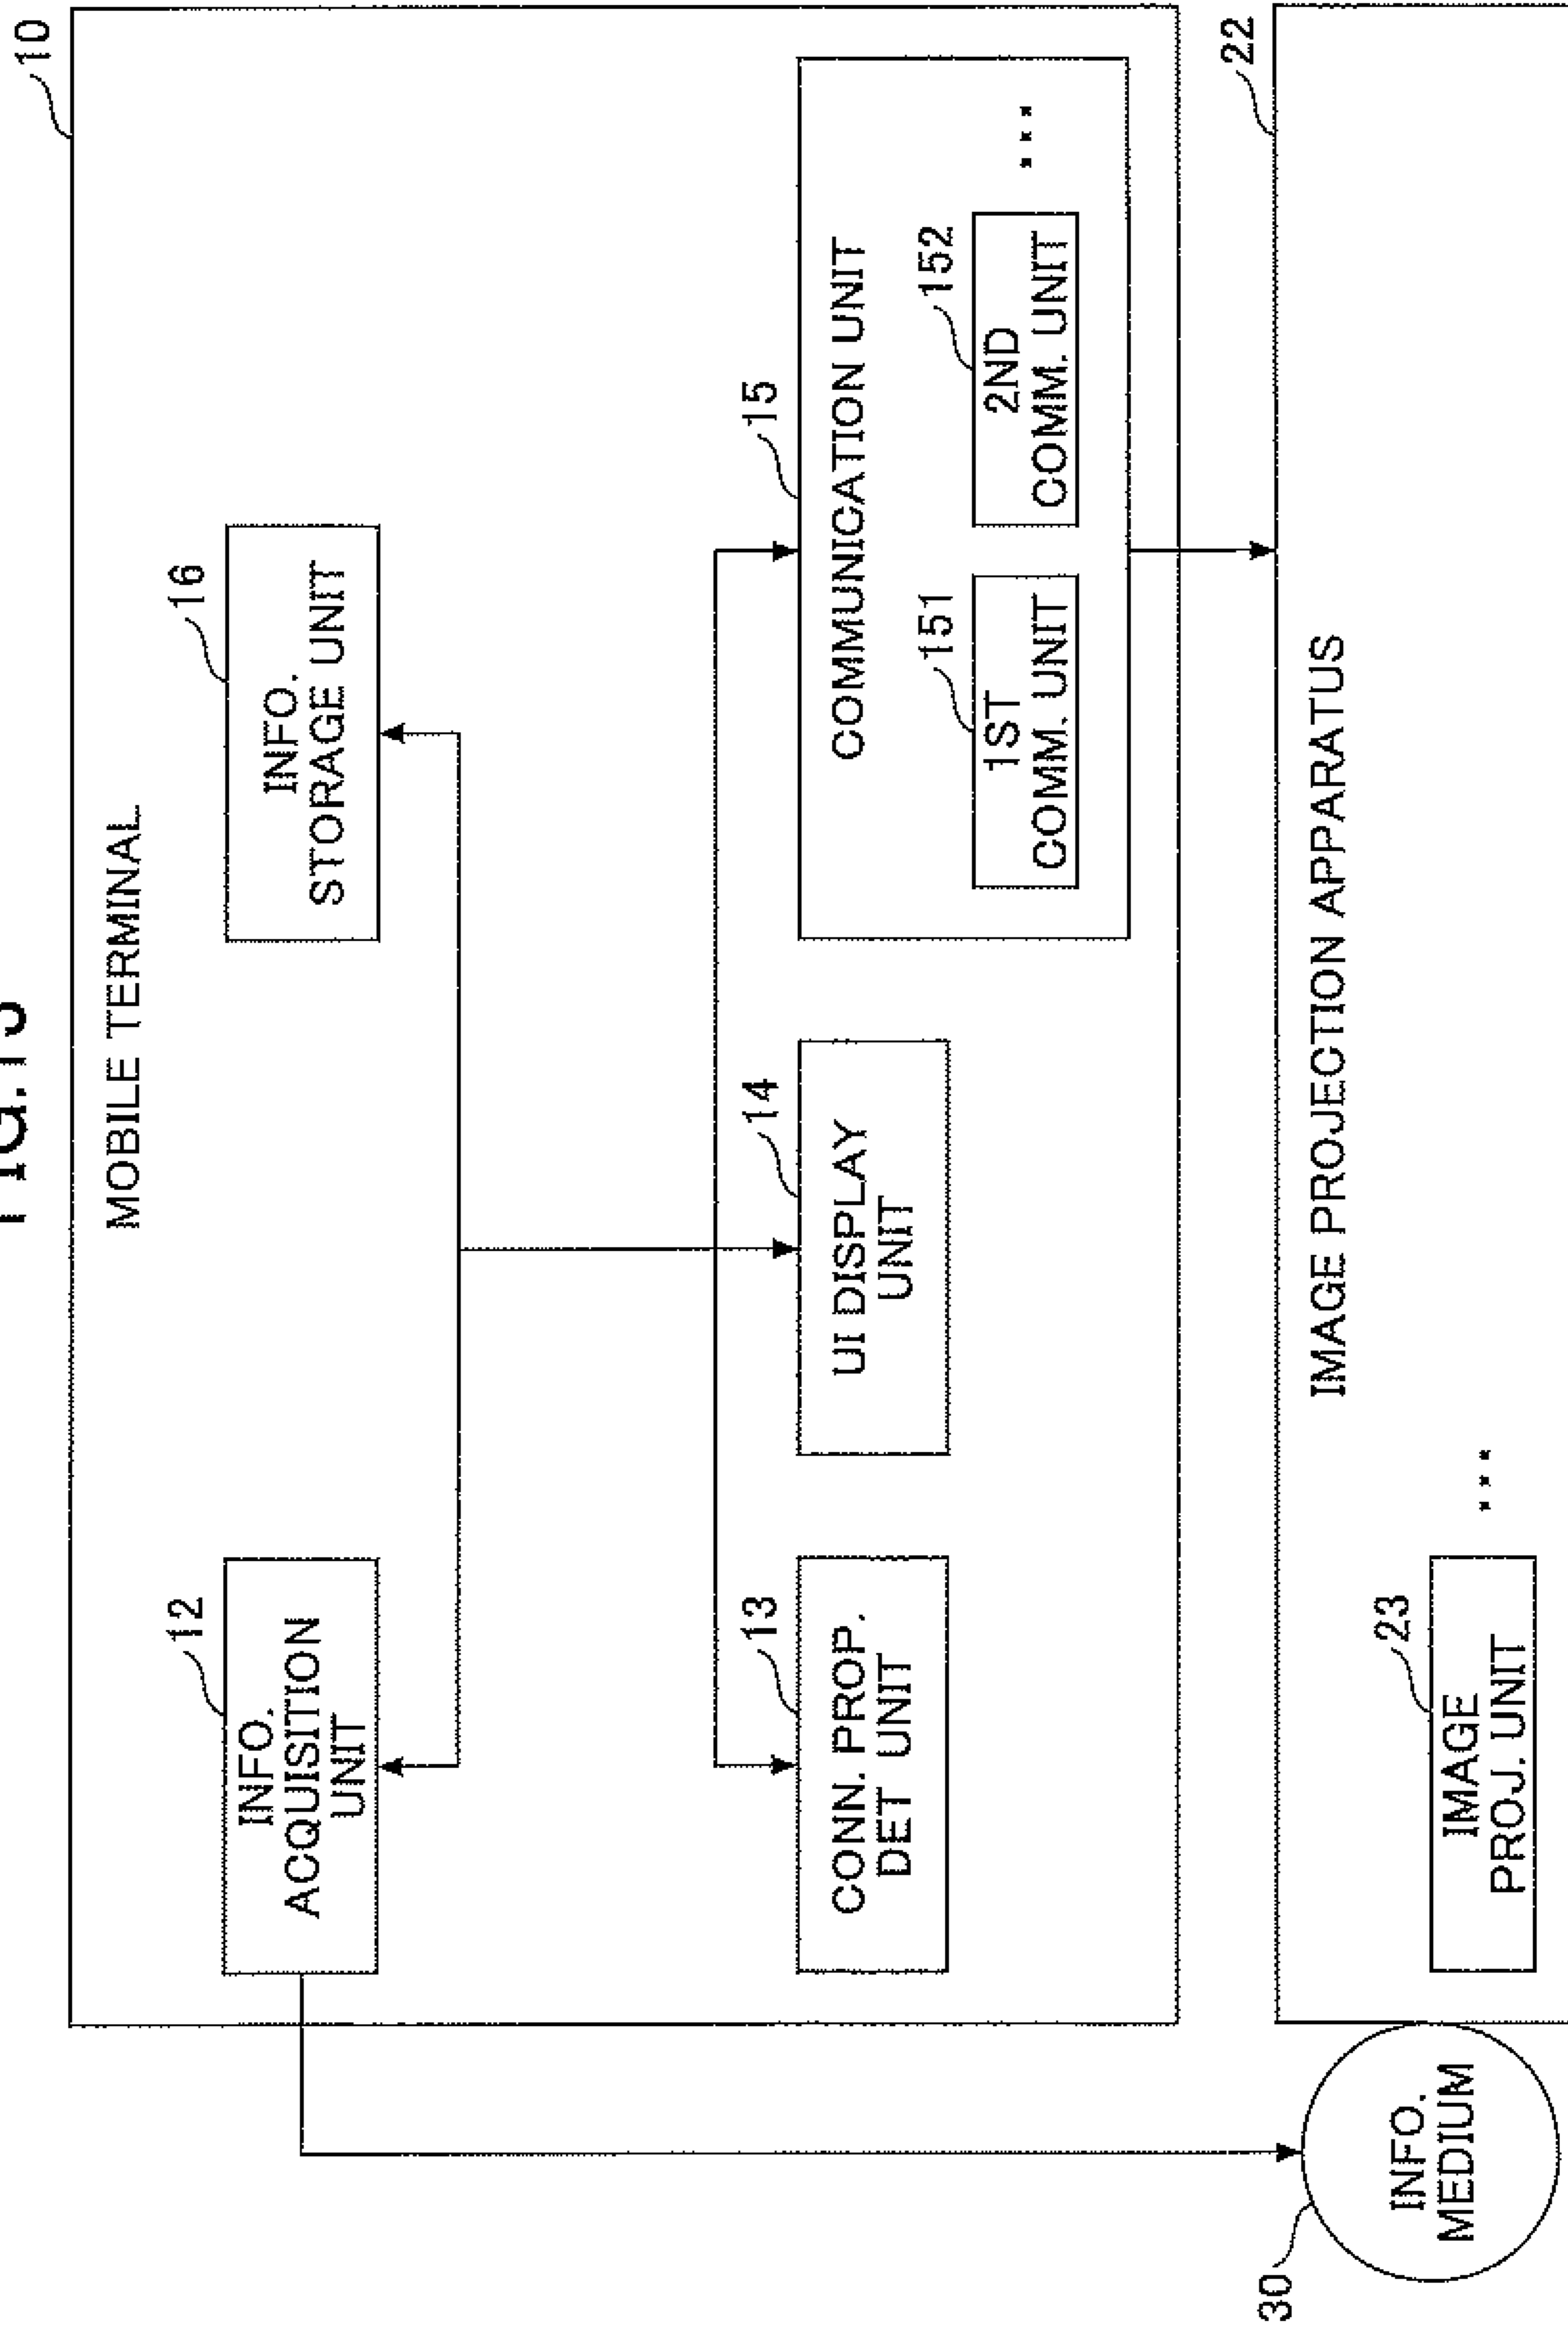 10
MOBILE TERMINAL
12
INFO.
ACQUISITION
UNIT
16
INFO.
STORAGE UNIT
13
CONN. PROP.
DET UNIT
14
UI DISPLAY
UNIT
15
COMMUNICATION UNIT
151
1ST
COMM. UNIT
152
2ND
COMM. UNIT
...
22
IMAGE PROJECTION APPARATUS
23
IMAGE
PROJ. UNIT
...
30
INFO.
MEDIUM